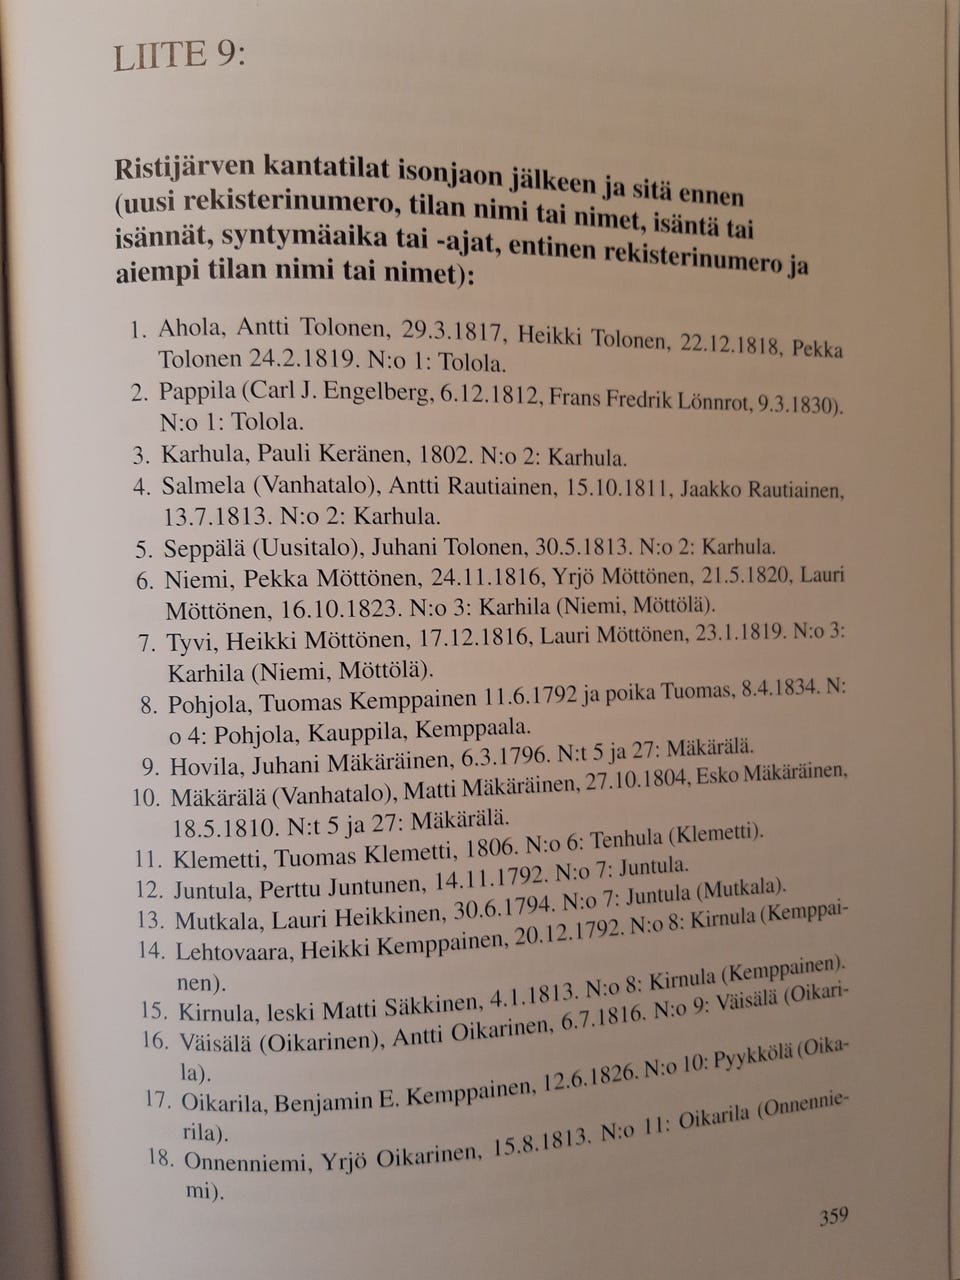 LIITE 9:
Ristijärven kantatilat isonjaon jälkeen ja sitä ennen
(uusi rekisterinumero, tilan nimi tai nimet, isäntä tai
isännät, syntymäaika tai -ajat, entinen rekisterinumero ja
aiempi tilan nimi tai nimet):
1. Ahola, Antti Tolonen, 29.3.1817, Heikki Tolonen, 22.12.1818, Pekka
Tolonen 24.2.1819. N:o 1: Tolola.
2. Pappila (Carl J. Engelberg, 6.12.1812, Frans Fredrik Lönnrot, 9.3.1830).
N:o 1: Tolola.
3. Karhula, Pauli Keränen, 1802. N:o 2: Karhula.
4. Salmela (Vanhatalo), Antti Rautiainen, 15.10.1811, Jaakko Rautiainen,
13.7.1813. N:o 2: Karhula.
5. Seppälä (Uusitalo), Juhani Tolonen, 30.5.1813. N:o 2: Karhula.
6. Niemi, Pekka Möttönen, 24.11.1816, Yrjö Möttönen, 21.5.1820, Lauri
Möttönen, 16.10.1823. N:o 3: Karhila (Niemi, Möttölä).
7. Tyvi, Heikki Möttönen, 17.12.1816, Lauri Möttönen, 23.1.1819. N:o 3:
Karhila (Niemi, Möttölä).
8. Pohjola, Tuomas Kemppainen 11.6.1792 ja poika Tuomas, 8.4.1834. N:
o 4: Pohjola, Kauppila, Kemppaala.
9. Hovila, Juhani Mäkäräinen, 6.3.1796. N:t 5 ja 27: Mäkärälä.
10. Mäkärälä (Vanhatalo), Matti Mäkäräinen, 27.10.1804, Esko Mäkäräinen,
18.5.1810. N:t 5 ja 27: Mäkärälä.
11. Klemetti, Tuomas Klemetti, 1806. N:o 6: Tenhula (Klemetti).
12. Juntula, Perttu Juntunen, 14.11.1792. N:o 7: Juntula.
13. Mutkala, Lauri Heikkinen, 30.6.1794. N:o 7: Juntula (Mutkala).
14. Lehtovaara, Heikki Kemppainen, 20.12.1792. N:o 8: Kirnula (Kemppai-
nen).
15. Kirnula, leski Matti Säkkinen, 4.1.1813. N:o 8: Kirnula (Kemppainen).
16. Väisälä (Oikarinen), Antti Oikarinen, 6.7.1816. N:o 9: Väisälä (Oikari-
la).
17. Oikarila, Benjamin E. Kemppainen, 12.6.1826. N:o 10: Pyykkölä (Oika-
rila).
18. Onnenniemi, Yrjö Oikarinen, 15.8.1813. N:o 11: Oikarila (Onnennie-
mi).
359